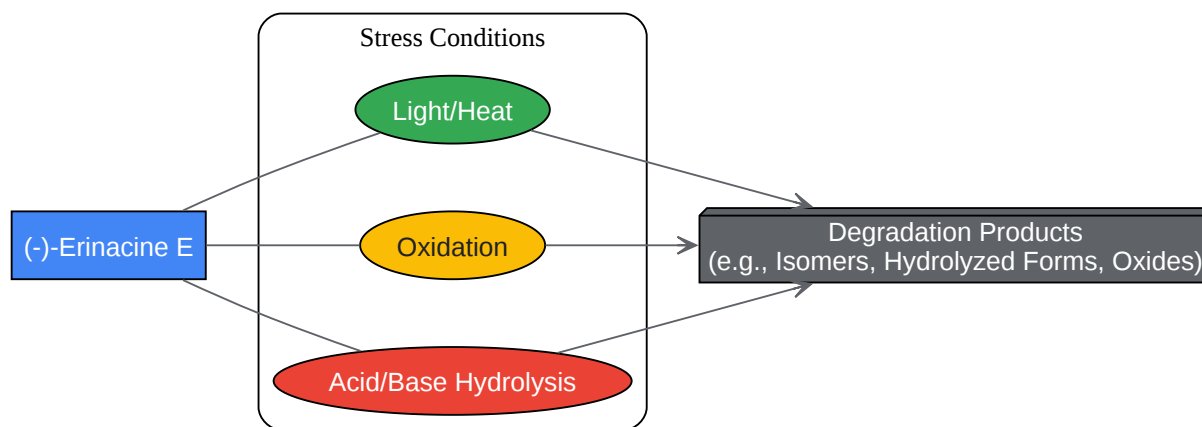 Stress Conditions
Light/Heat
(-)-Erinacine E
Oxidation
Degradation Products
(e.g., Isomers, Hydrolyzed Forms, Oxides)
Acid/Base Hydrolysis